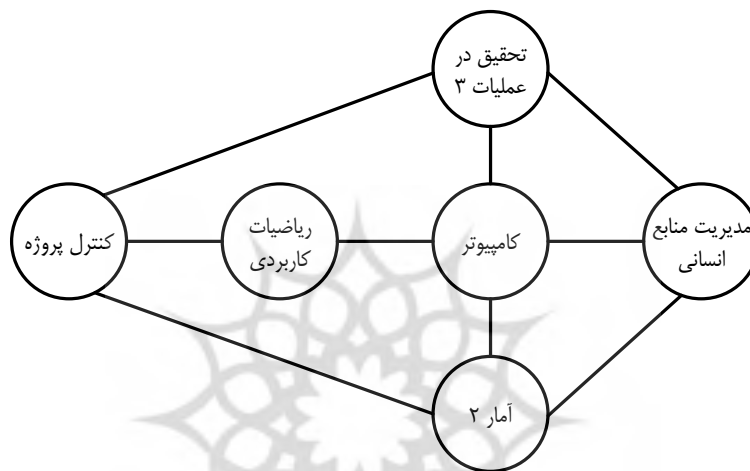 تحقیق در
عملیات ۳
مدیریت منابع
انسانی
کامپیوتر
ریاضیات
کاربردی
کنترل پروژه
آمار ۲